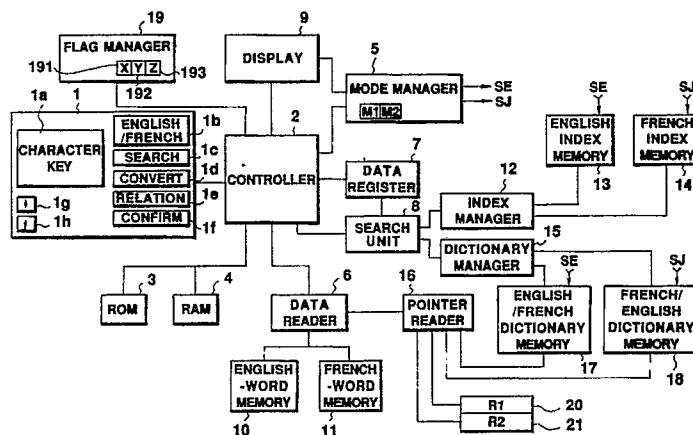 19
FLAG MANAGER
X Y Z
191
192
193
9
DISPLAY
5
MODE MANAGER
M1 M2
SE
SJ
1
1a
CHARACTER
KEY
ENGLISH
/FRENCH
1b
SEARCH
1c
CONVERT
1d
RELATION
1e
CONFIRM
1f
↓
1g
↑
1h
2
CONTROLLER
7
DATA
REGISTER
8
SEARCH
UNIT
12
INDEX
MANAGER
15
DICTIONARY
MANAGER
SE
ENGLISH
INDEX
MEMORY
13
SJ
FRENCH
INDEX
MEMORY
14
3
ROM
4
RAM
6
DATA
READER
16
POINTER
READER
SE
ENGLISH
/FRENCH
DICTIONARY
MEMORY
17
SJ
FRENCH/
ENGLISH
DICTIONARY
MEMORY
18
ENGLISH
-WORD
MEMORY
10
FRENCH
-WORD
MEMORY
11
R1
20
R2
21